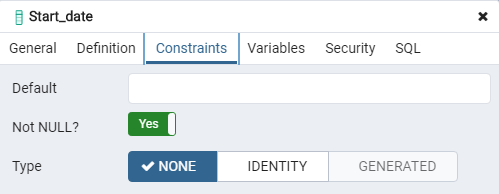 Start_date
General Definition Constraints Variables Security SQL
Default
Not NULL? Yes
Type NONE IDENTITY GENERATED